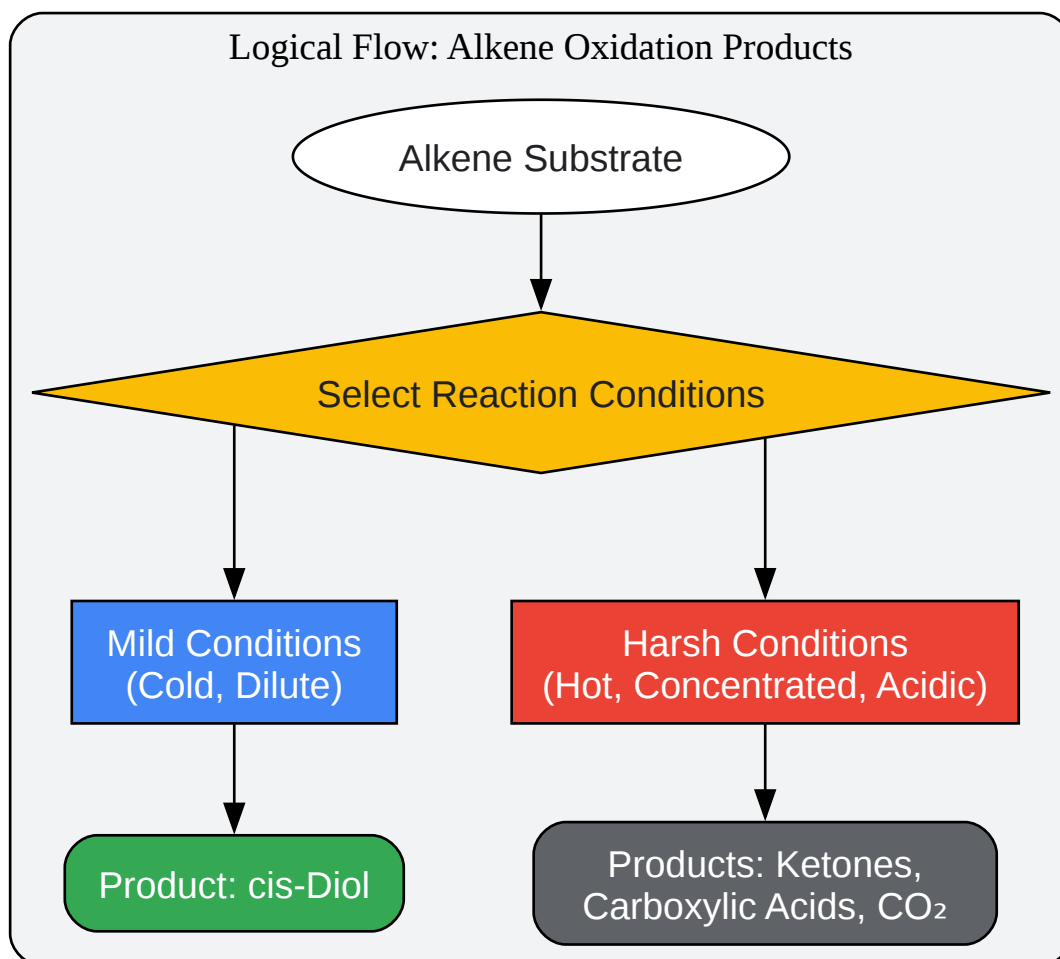 Logical Flow: Alkene Oxidation Products
Alkene Substrate
Select Reaction Conditions
Mild Conditions
(Cold, Dilute)
Harsh Conditions
(Hot, Concentrated, Acidic)
Product: cis-Diol
Products: Ketones,
Carboxylic Acids, CO₂